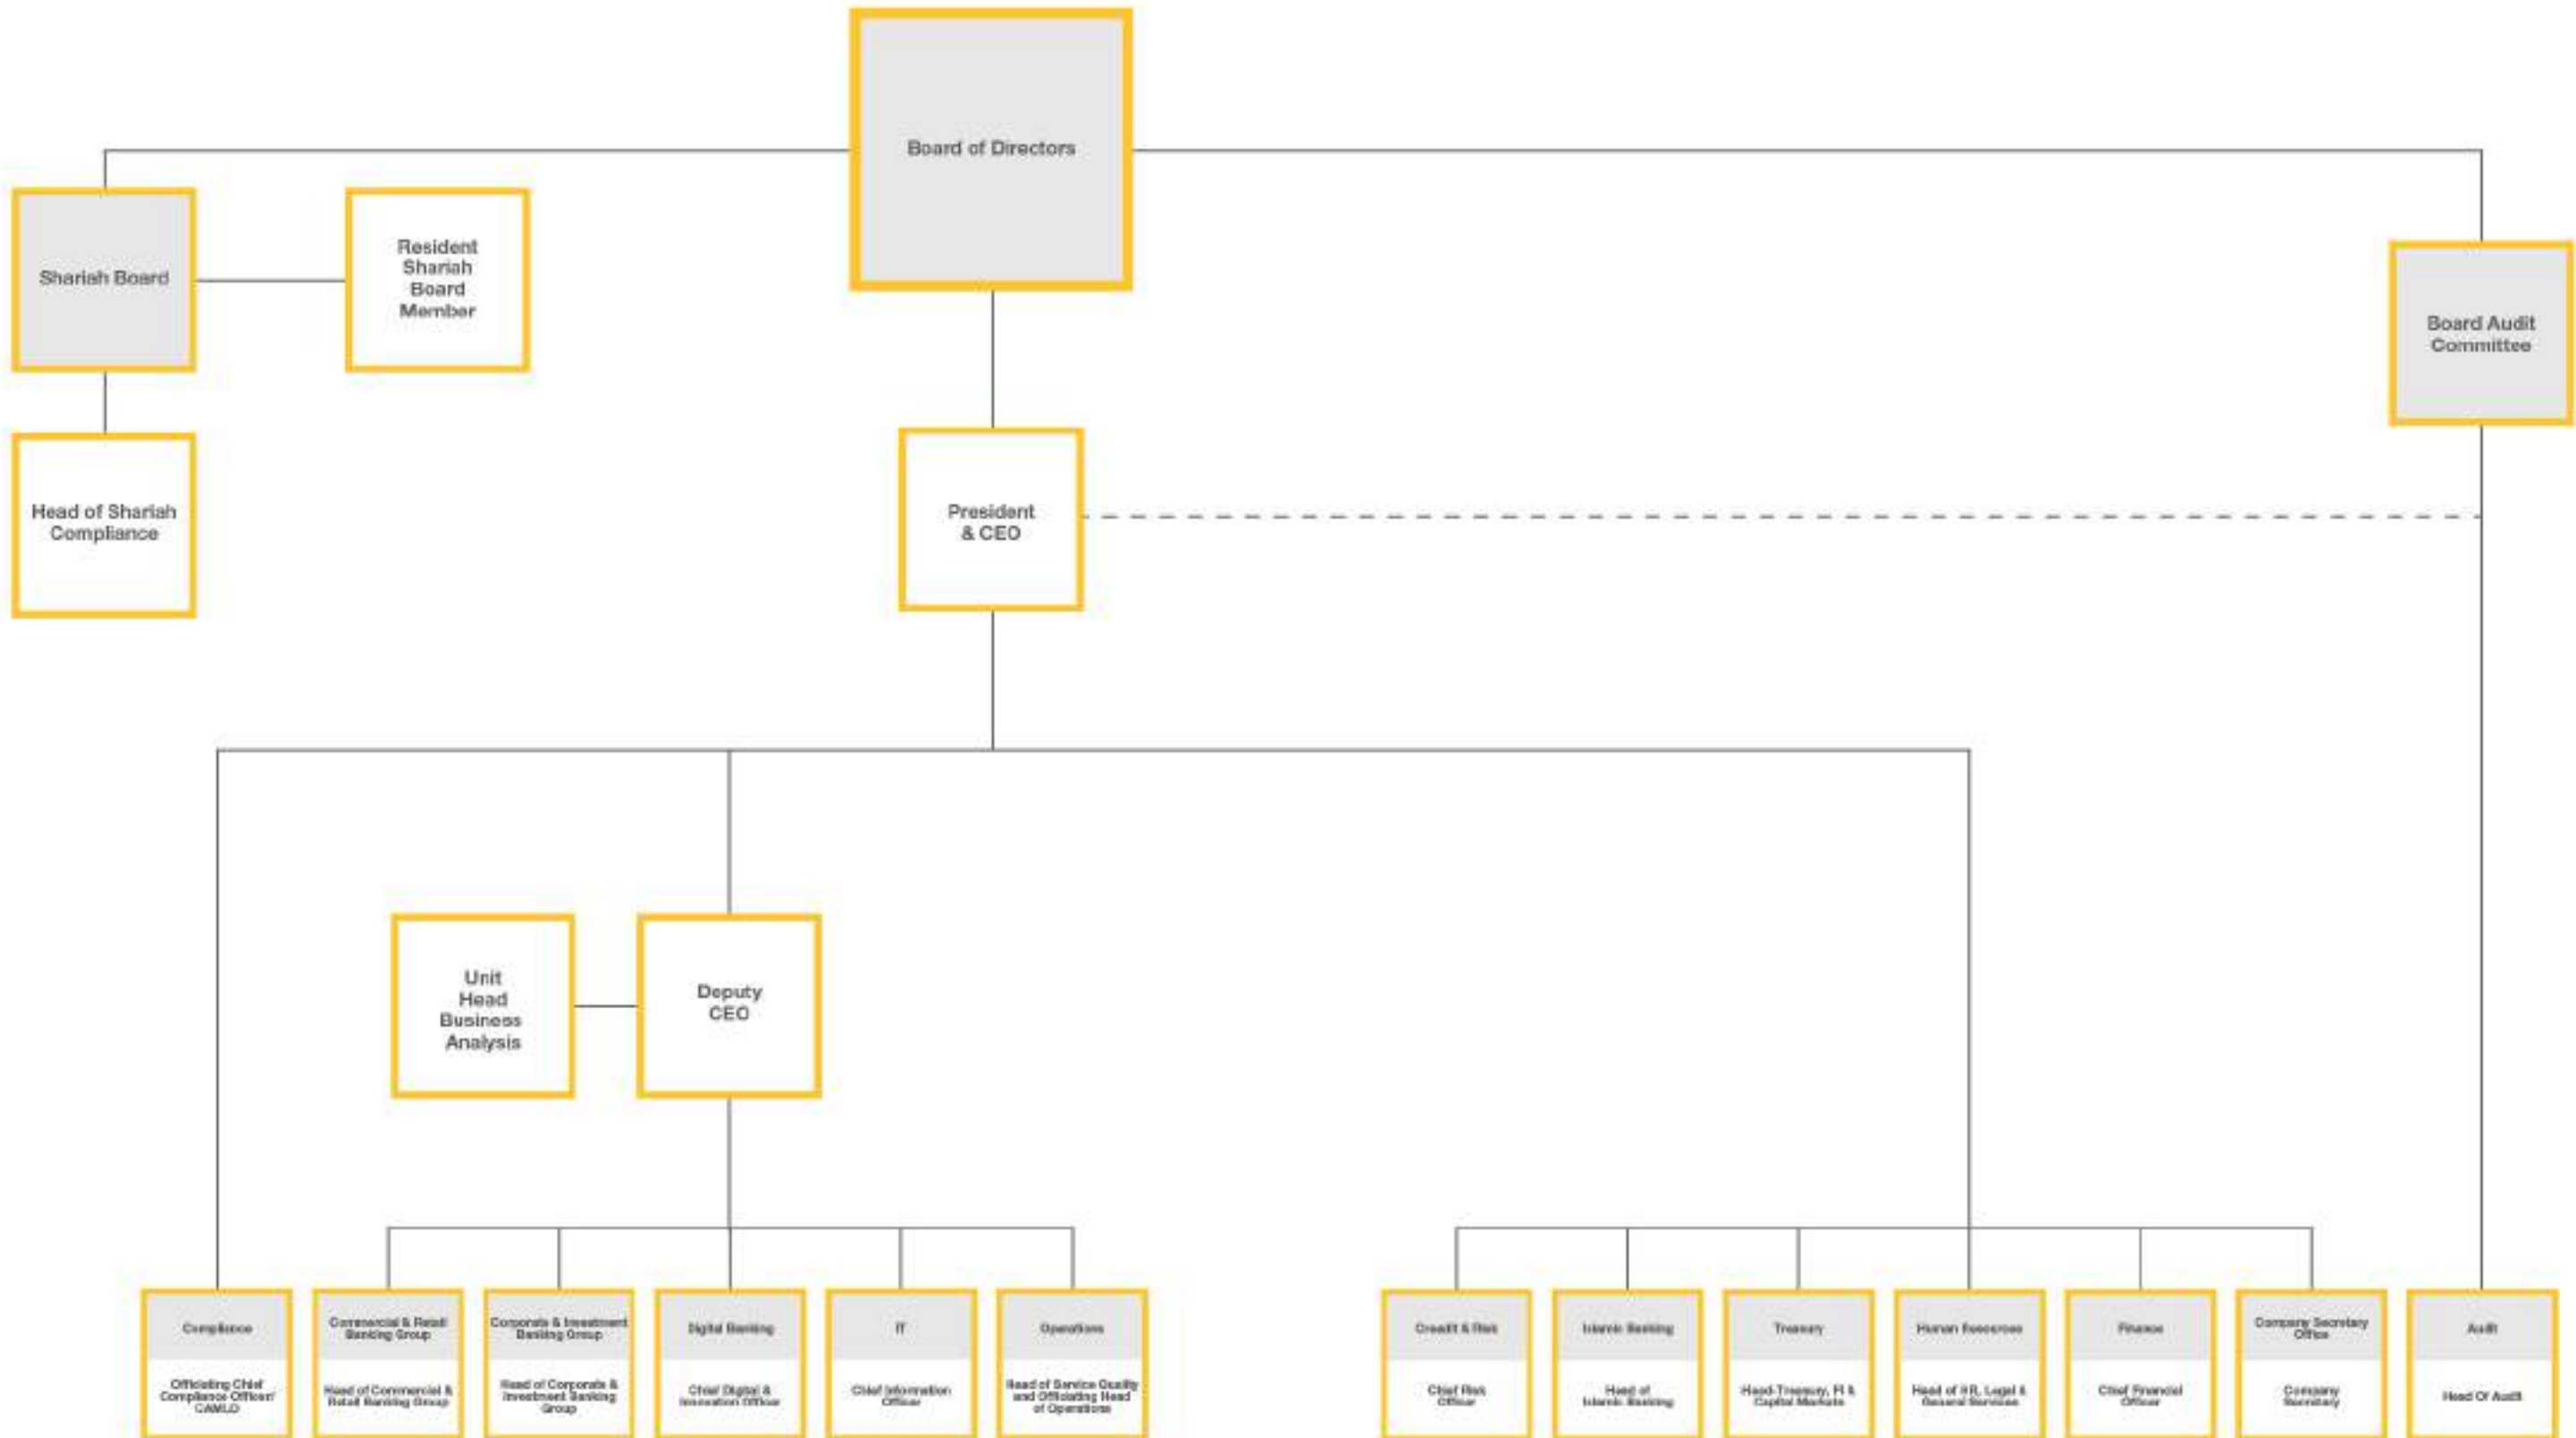 Board of Directors
Shariah Board
Resident
Shariah
Board
Member
Board Audit
Committee
Head of Shariah
Compliance
President
& CEO
Unit
Head
Business
Analysis
Deputy
CEO
Compliance
Officiating Chief
Compliance Officer/
CAMLO
Commercial & Retail
Banking Group
Head of Commercial &
Retail Banking Group
Corporate & Investment
Banking Group
Head of Corporate &
Investment Banking
Group
Digital Banking
Chief Digital &
Innovation Officer
IT
Chief Information
Officer
Operations
Head of Service Quality
and Officiating Head
of Operations
Creadit & Risk
Chief Risk
Officer
Islamic Banking
Head of
Islamic Banking
Treasury
Head-Treasury, FI &
Capital Markets
Human Resources
Head of HR, Legal &
General Services
Finance
Chief Financial
Officer
Company Secretary
Office
Company
Secretary
Audit
Head Of Audit